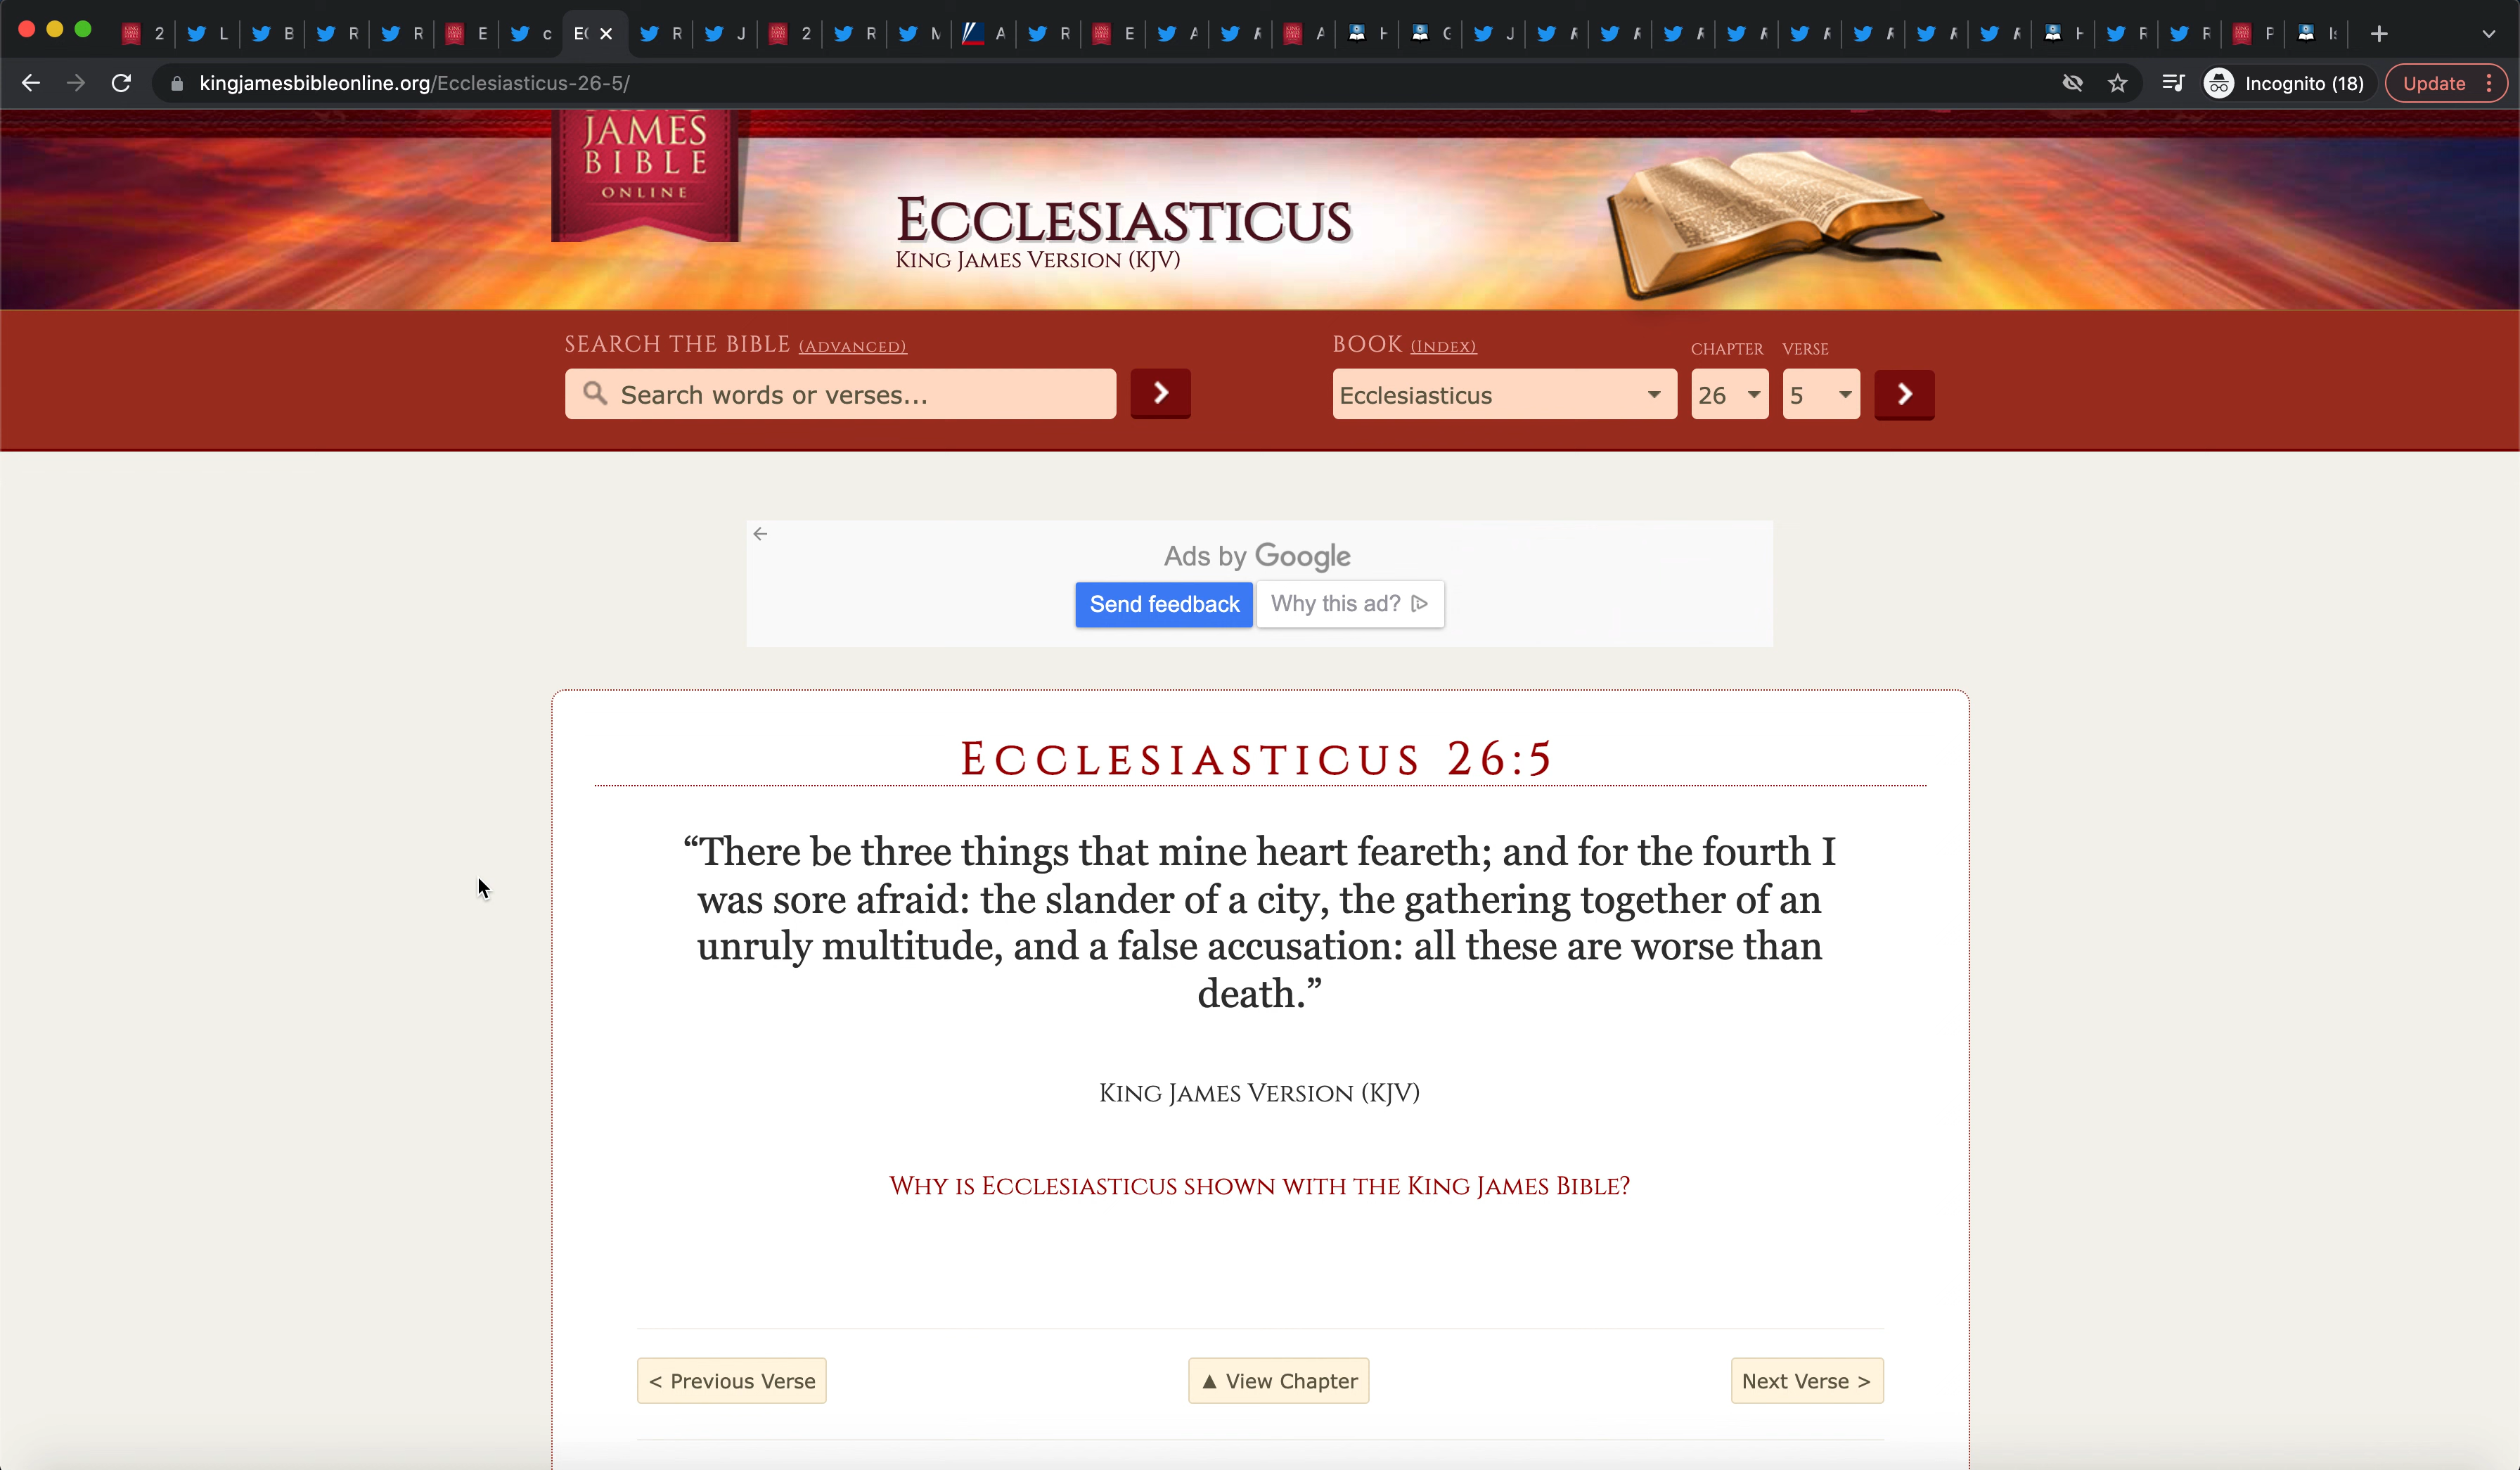 2 L B R R E c Ec R J 2 R M A R E A R A H G J R R R R R R R R H R R P Is
kingjamesbibleonline.org/Ecclesiasticus-26-5/
Incognito (18)
Update
JAMES
BIBLE
ONLINE
Ecclesiasticus
King James Version (KJV)
SEARCH THE BIBLE (Advanced)
BOOK (Index)
CHAPTER
VERSE
Search words or verses...
Ecclesiasticus
26
5
Ads by Google
Send feedback
Why this ad?
Ecclesiasticus 26:5
“There be three things that mine heart feareth; and for the fourth I
was sore afraid: the slander of a city, the gathering together of an
unruly multitude, and a false accusation: all these are worse than
death.”
King James Version (KJV)
Why is Ecclesiasticus shown with the King James Bible?
< Previous Verse
▲ View Chapter
Next Verse >